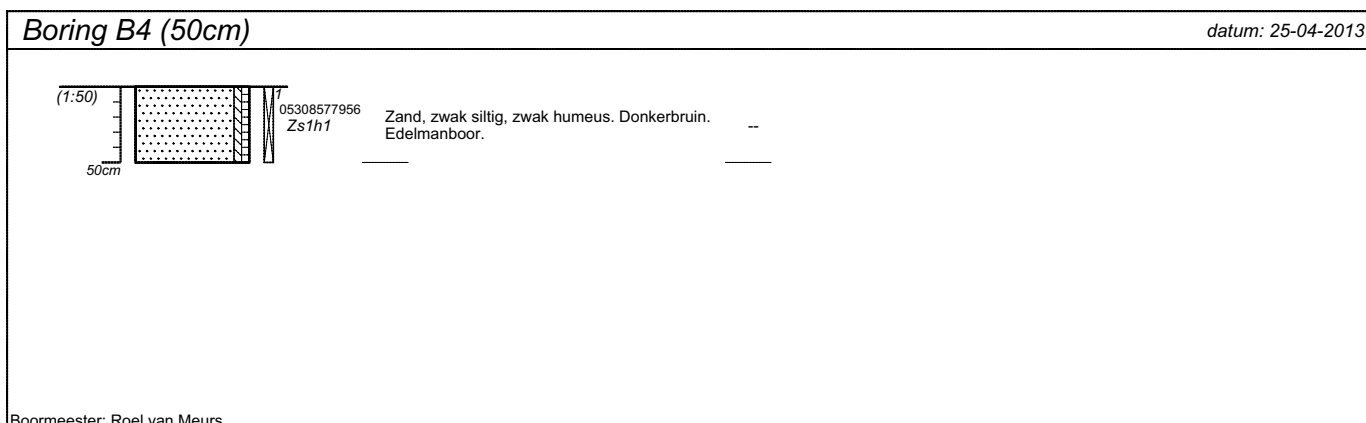 Boring B4 (50cm)
datum: 25-04-2013
(1:50)
1
05308577956
Zs1h1
Zand, zwak siltig, zwak humeus. Donkerbruin.
Edelmanboor.
--
50cm
Boormeester: Roel van Meurs